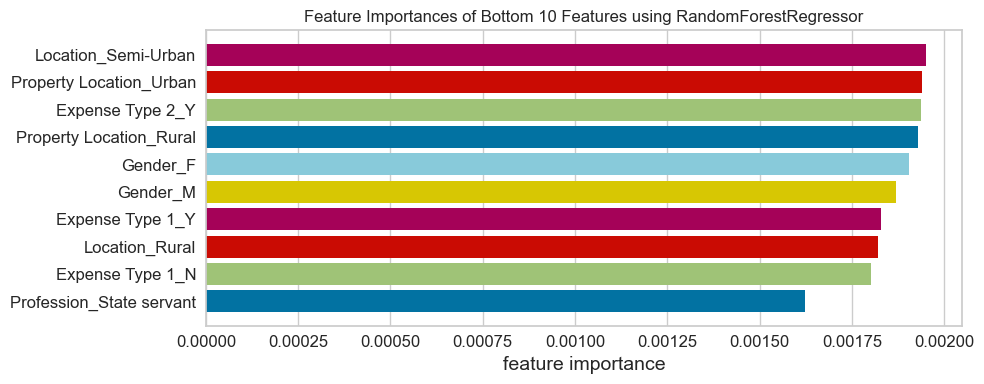 Feature Importances of Bottom 10 Features using RandomForestRegressor
Location_Semi-Urban
Property Location_Urban
Expense Type 2_Y
Property Location_Rural
Gender_F
Gender_M
Expense Type 1_Y
Location_Rural
Expense Type 1_N
Profession_State servant
0.00000 0.00025 0.00050 0.00075 0.00100 0.00125 0.00150 0.00175 0.00200
feature importance